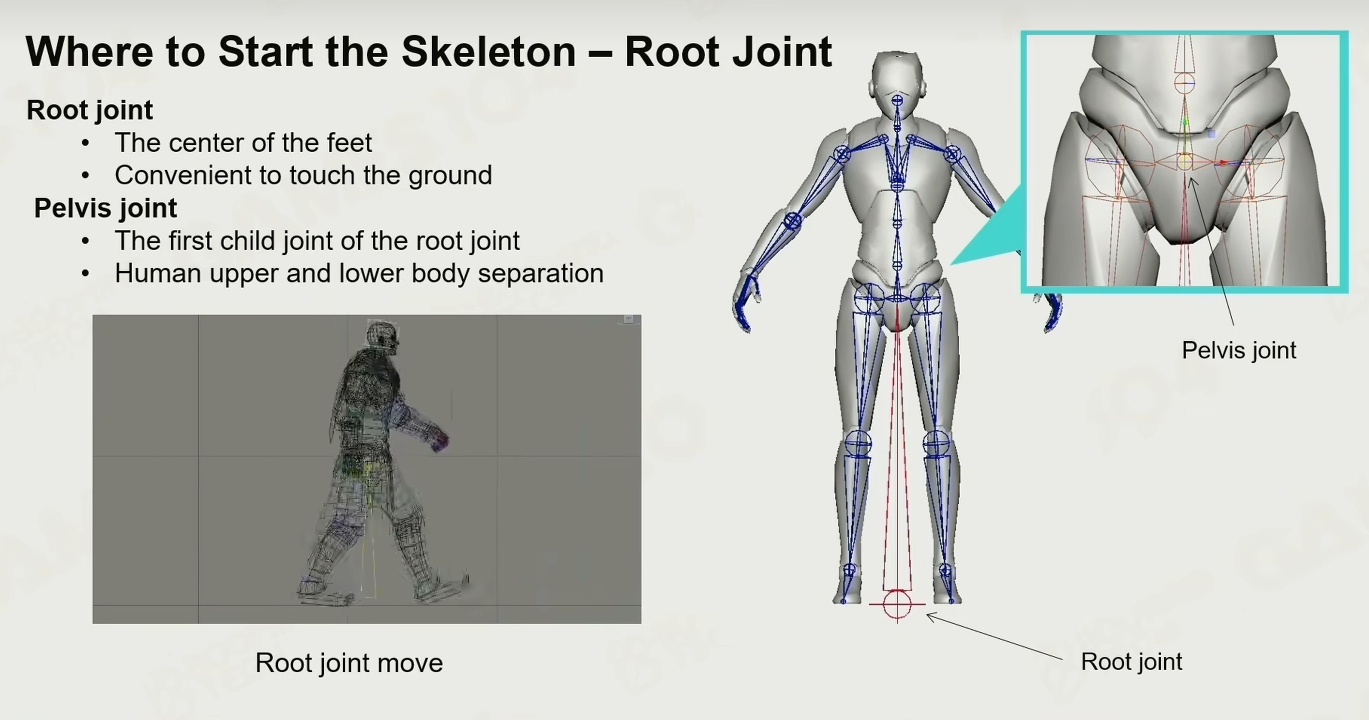 Where to Start the Skeleton – Root Joint
Root joint
• The center of the feet
• Convenient to touch the ground
Pelvis joint
• The first child joint of the root joint
• Human upper and lower body separation
Pelvis joint
Root joint move
Root joint